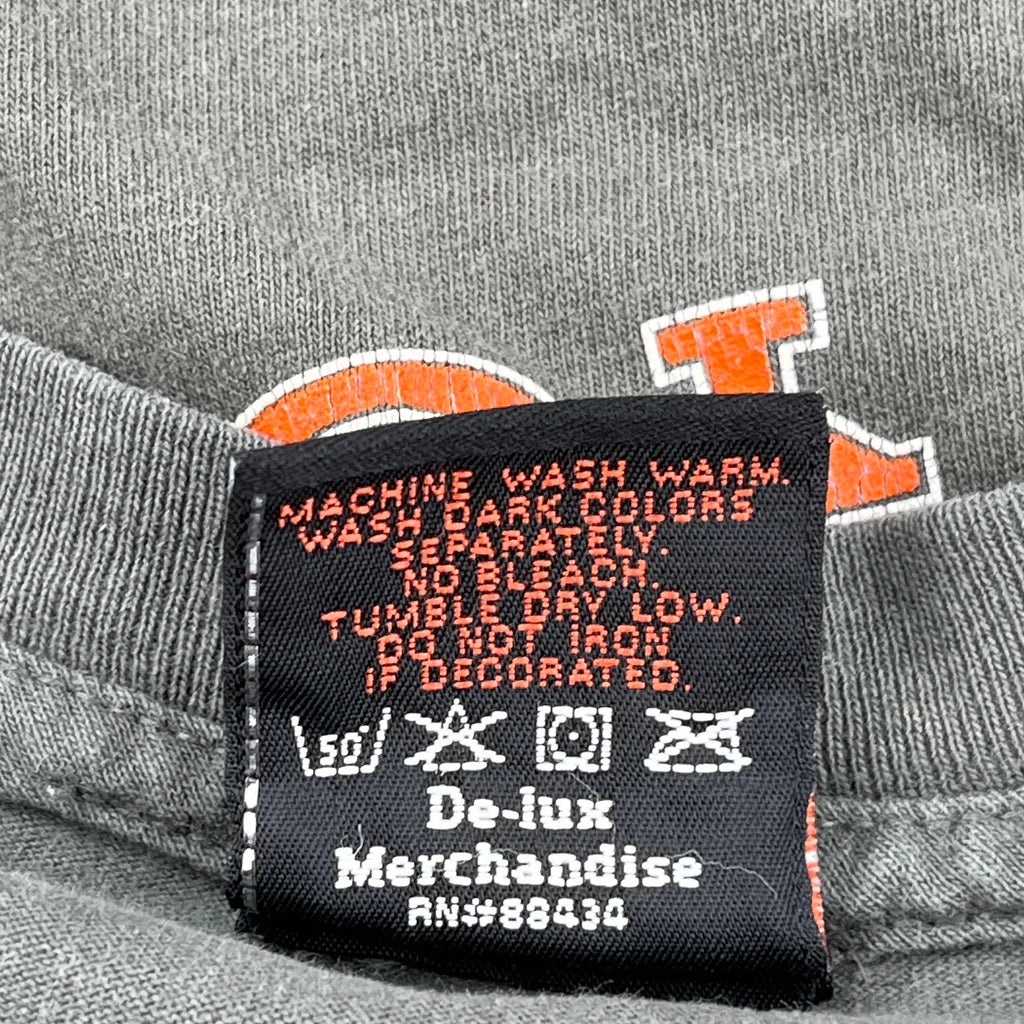 MACHINE WASH WARM.
WASH DARK COLORS
SEPARATELY.
NO BLEACH.
TUMBLE DRY LOW.
DO NOT IRON
IF DECORATED.
50
De-lux
Merchandise
RN#88434